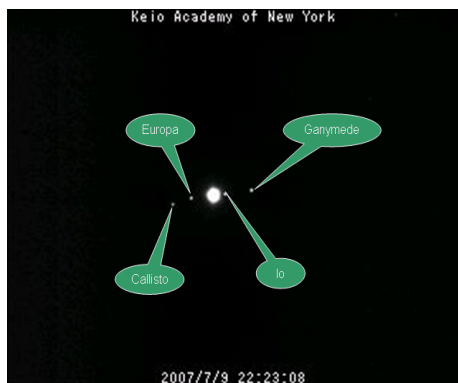 Keio Academy of New York
Europa
Ganymede
Callisto
Io
2007/7/9 22:23:08